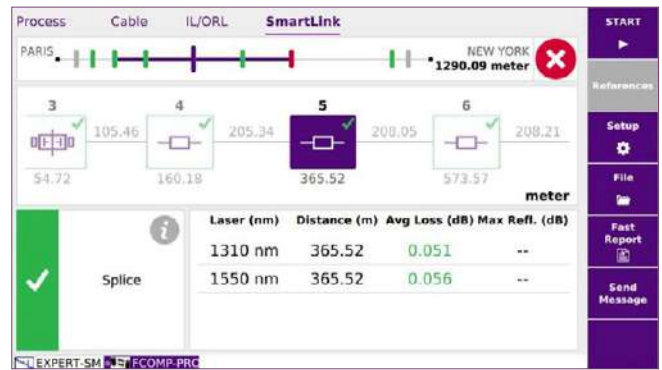 Process Cable IL/ORL SmartLink
PARIS NEW YORK
1290.09 meter
3 4 5 6
105.46 205.34 208.05 208.21
54.72 160.18 365.52 573.57
meter
Laser (nm) Distance (m) Avg Loss (dB) Max Refl. (dB)
1310 nm 365.52 0.051 --
Splice
1550 nm 365.52 0.056 --
EXPERT-SM FCOMP-PRO
START
References
Setup
File
Fast
Report
Send
Message